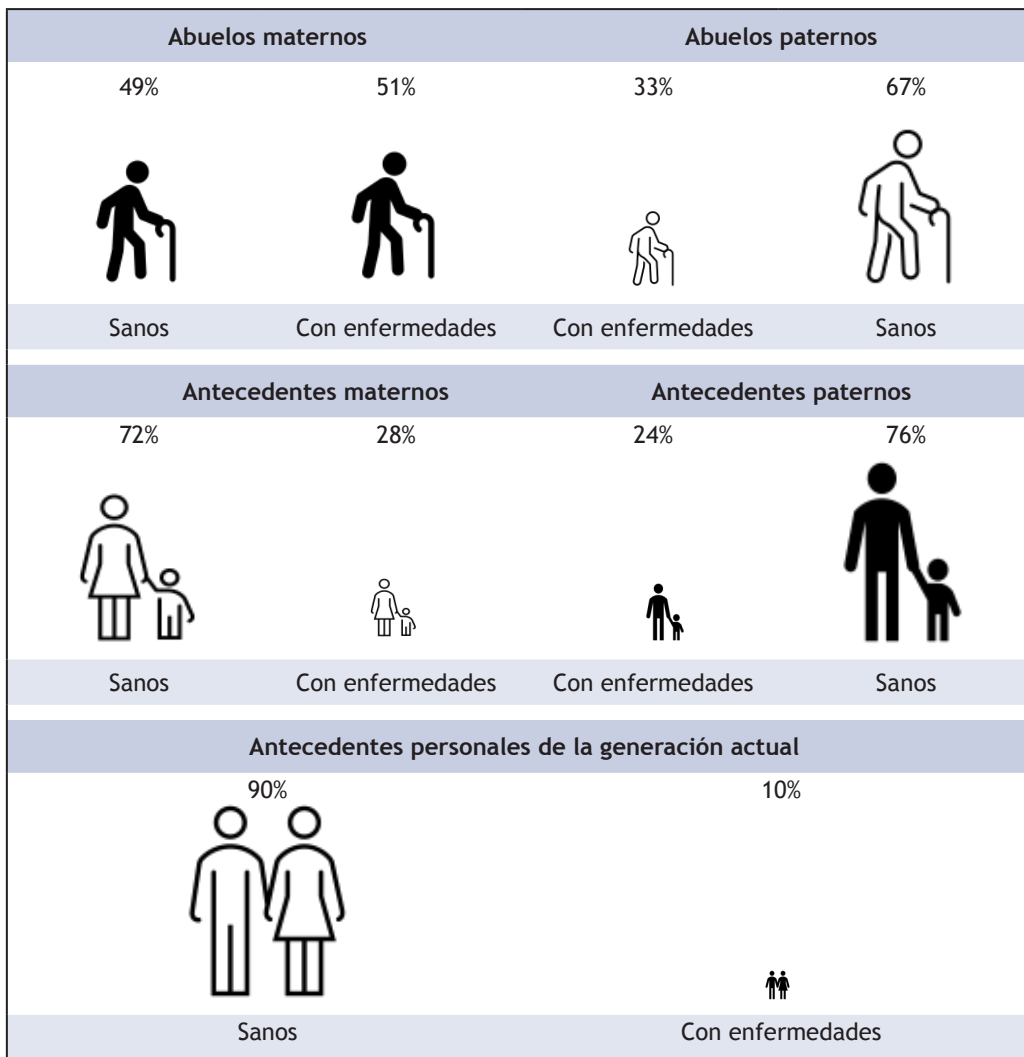 Abuelos maternos Abuelos paternos
49% 51% 33% 67%
Sanos Con enfermedades Con enfermedades Sanos
Antecedentes maternos Antecedentes paternos
72% 28% 24% 76%
Sanos Con enfermedades Con enfermedades Sanos
Antecedentes personales de la generación actual
90% 10%
Sanos Con enfermedades